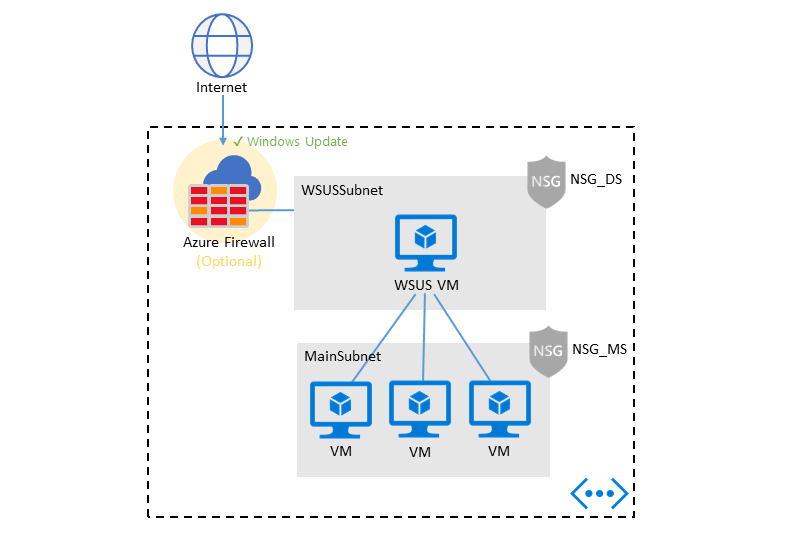 Internet
✓ Windows Update
Azure Firewall
(Optional)
WSUSSubnet
NSG
NSG_DS
WSUS VM
MainSubnet
NSG
NSG_MS
VM
VM
VM